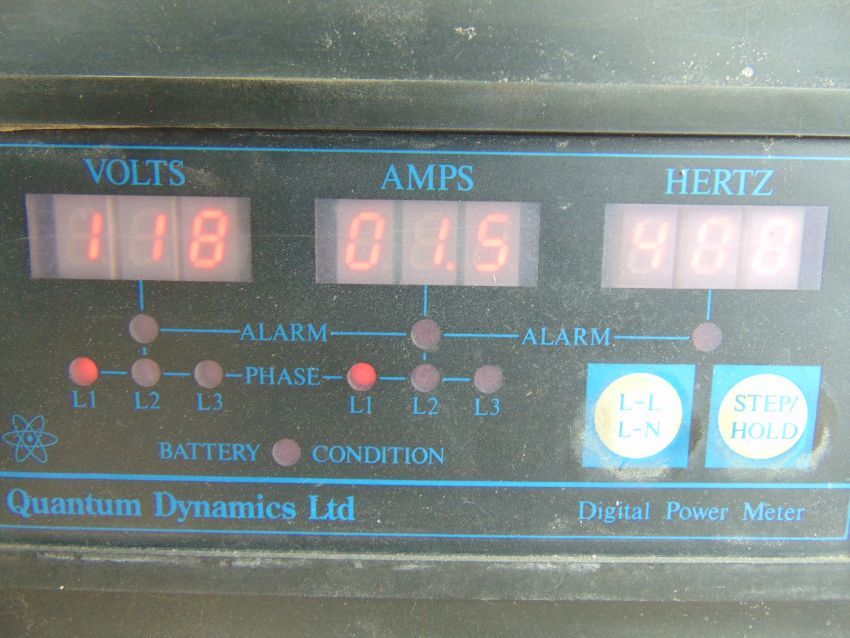 VOLTS AMPS HERTZ
118 01.5 400
ALARM ALARM
PHASE
L1 L2 L3 L1 L2 L3
L-L
L-N
STEP/
HOLD
BATTERY CONDITION
Quantum Dynamics Ltd Digital Power Meter